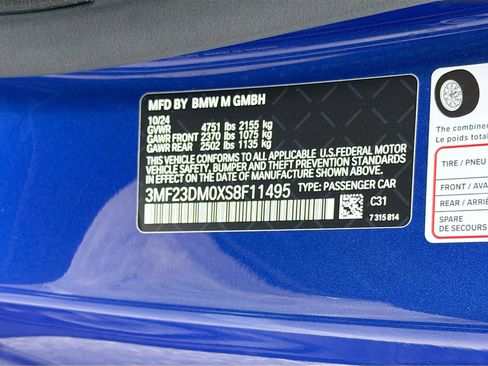 MFD BY BMW M GMBH
10/24
GVWR 4751 lbs 2155 kg
GAWR FRONT 2370 lbs 1075 kg
GAWR REAR 2502 lbs 1135 kg
THIS VEHICLE CONFORMS TO ALL APPLICABLE U.S.FEDERAL MOTOR
VEHICLE SAFETY, BUMPER AND THEFT PREVENTION STANDARDS
IN EFFECT ON THE DATE OF MANUFACTURE SHOWN ABOVE.
3MF23DM0XS8F11495 TYPE: PASSENGER CAR
C31
7 315 814
The combined
Le poids total
TIRE / PNEU
FRONT / AVA
REAR / ARRIÈ
SPARE
DE SECOURS